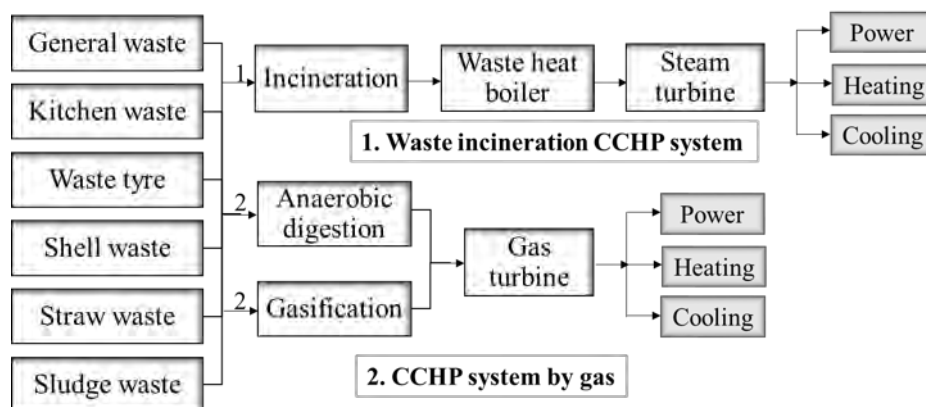 General waste
Kitchen waste
Waste tyre
Shell waste
Straw waste
Sludge waste
1
Incineration
Waste heat
boiler
Steam
turbine
Power
Heating
Cooling
1. Waste incineration CCHP system
2
Anaerobic
digestion
2
Gasification
Gas
turbine
Power
Heating
Cooling
2. CCHP system by gas